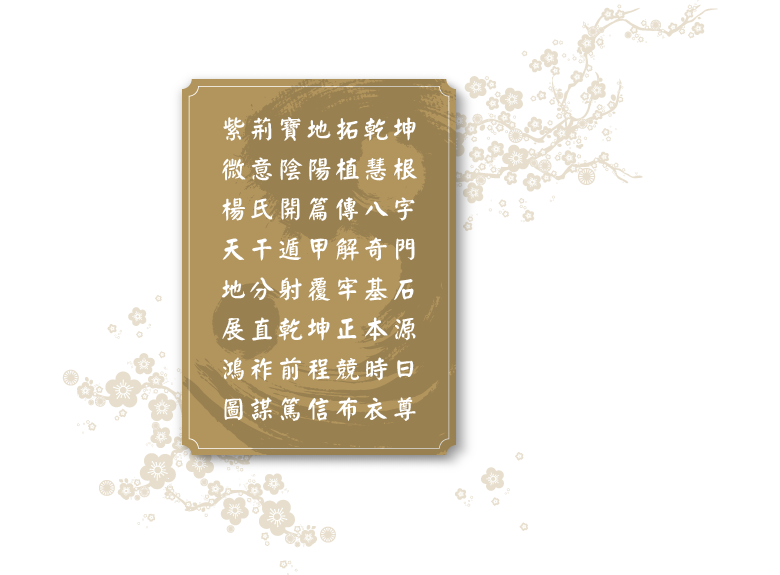 紫荊寶地拓乾坤
微意陰陽植慧根
楊氏開篇傳八字
天干遁甲解奇門
地分射覆牢基石
展直乾坤正本源
鴻祚前程競時日
圖謀篤信布衣尊